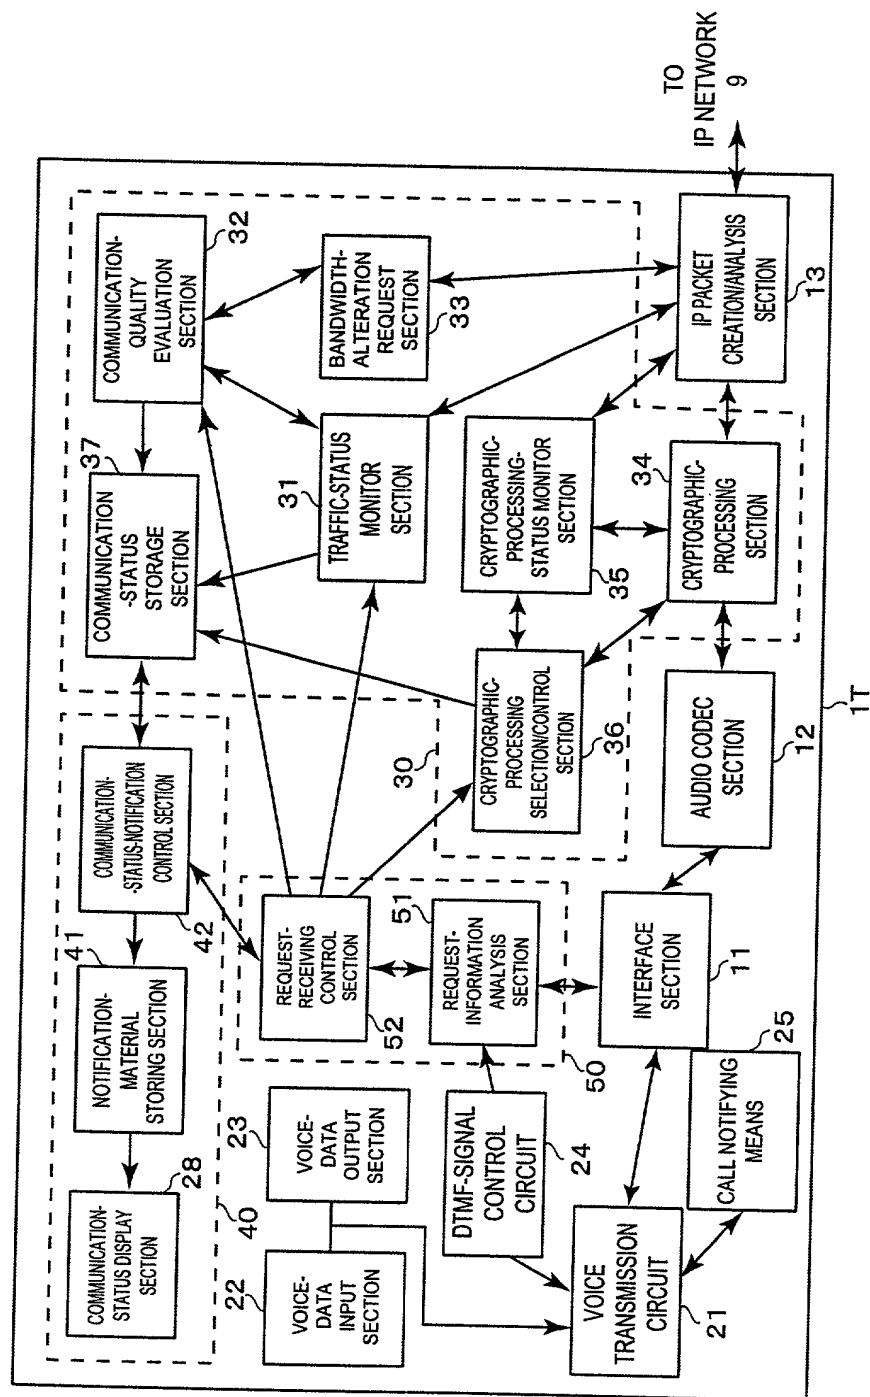 COMMUNICATION-
STATUS DISPLAY
SECTION
28
NOTIFICATION-
MATERIAL
STORING SECTION
41
COMMUNICATION-
-STATUS-NOTIFICATION
CONTROL SECTION
42
40
COMMUNICATION
-STATUS
STORAGE
SECTION
37
COMMUNICATION-
QUALITY
EVALUATION
SECTION
32
VOICE-
DATA
INPUT
SECTION
22
VOICE-
DATA
OUTPUT
SECTION
23
REQUEST-
RECEIVING
CONTROL
SECTION
52
30
TRAFFIC-STATUS
MONITOR
SECTION
31
BANDWIDTH-
ALTERATION
REQUEST
SECTION
33
DTMF-SIGNAL
CONTROL
CIRCUIT
24
REQUEST-
INFORMATION
ANALYSIS
SECTION
51
50
CRYPTOGRAPHIC-
PROCESSING
SELECTION/CONTROL
SECTION
36
CRYPTOGRAPHIC-
PROCESSING-
STATUS MONITOR
SECTION
35
VOICE
TRANSMISSION
CIRCUIT
21
CALL NOTIFYING
MEANS
25
INTERFACE
SECTION
11
AUDIO CODEC
SECTION
12
CRYPTOGRAPHIC-
PROCESSING
SECTION
34
IP PACKET
CREATION/ANALYSIS
SECTION
13
TO
IP NETWORK
9
1T